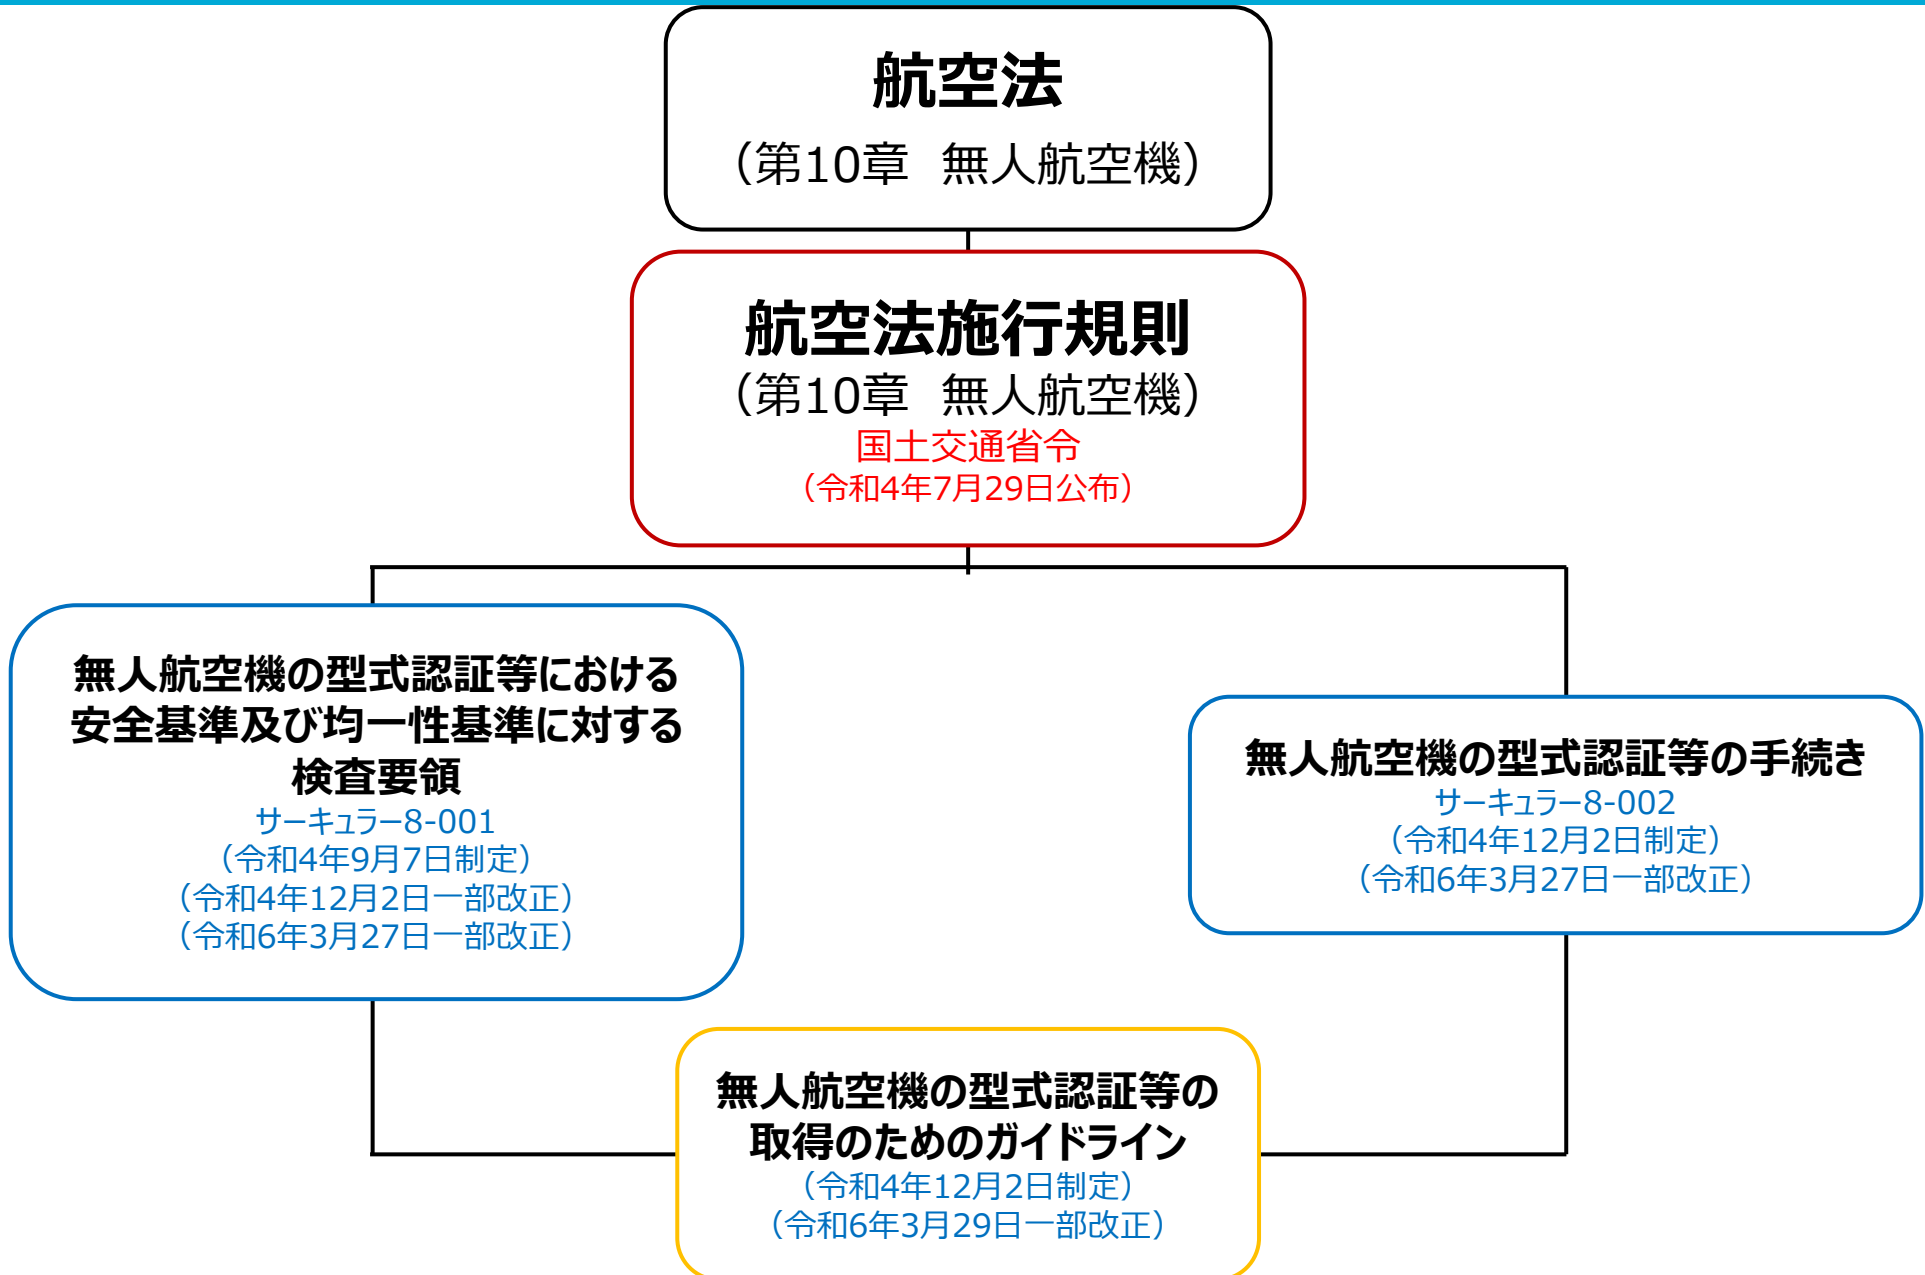 航空法
（第10章　無人航空機）
航空法施行規則
（第10章　無人航空機）
国土交通省令
（令和4年7月29日公布）
無人航空機の型式認証等における
安全基準及び均一性基準に対する
検査要領
サーキュラー8-001
（令和4年9月7日制定）
（令和4年12月2日一部改正）
（令和6年3月27日一部改正）
無人航空機の型式認証等の手続き
サーキュラー8-002
（令和4年12月2日制定）
（令和6年3月27日一部改正）
無人航空機の型式認証等の
取得のためのガイドライン
（令和4年12月2日制定）
（令和6年3月29日一部改正）